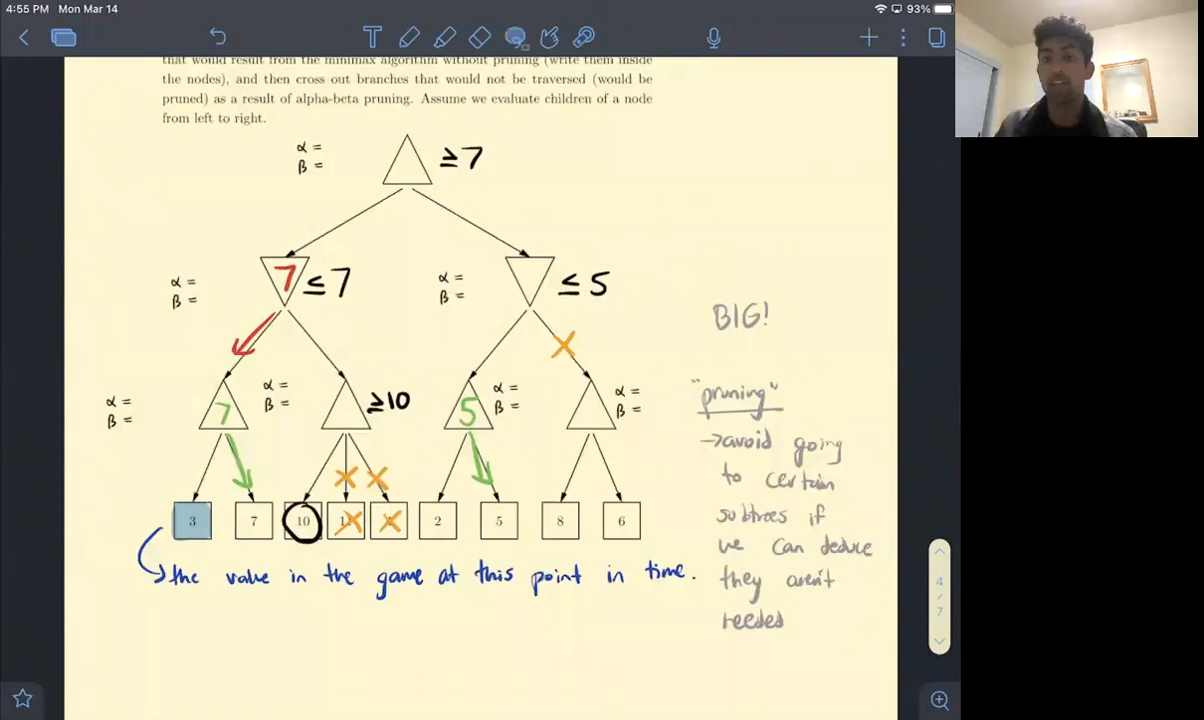 4:55 PM Mon Mar 14
93%
that would result from the minimax algorithm without pruning (write them inside
the nodes), and then cross out branches that would not be traversed (would be
pruned) as a result of alpha-beta pruning. Assume we evaluate children of a node
from left to right.
α =
β =
≥7
α =
β =
7 ≤7
α =
β =
≤5
BIG!
α =
β =
7
α =
β =
≥10
5
α =
β =
α =
β =
"pruning"
→avoid going
to certain
subtrees if
we can deduce
they aren't
needed
3 7 10 2 5 8 6
the value in the game at this point in time.
4
/
7